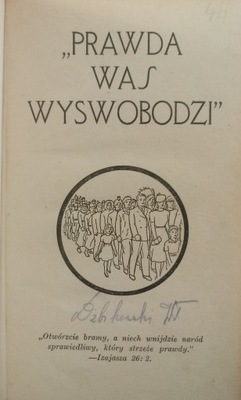 „PRAWDA
WAS
WYSWOBODZI”
„Otwórzcie bramy, a niech wnijdzie naród
sprawiedliwy, który strzeże prawdy.”
—Izajasza 26: 2.